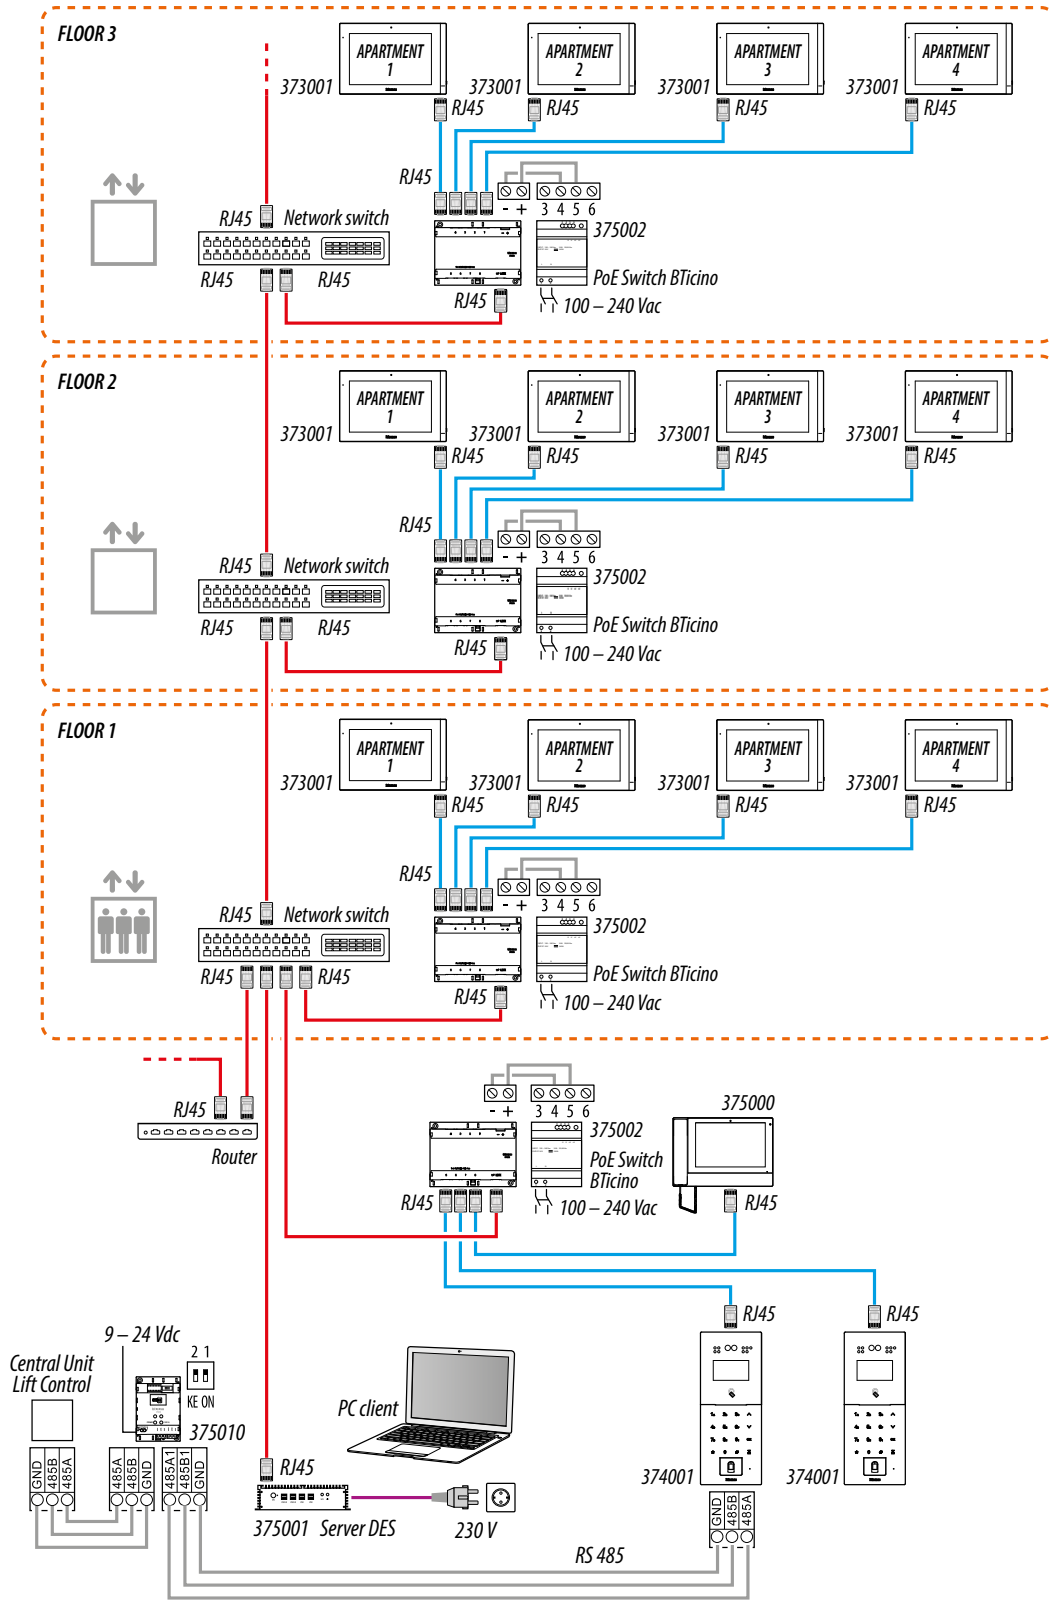 FLOOR 3
APARTMENT
1
APARTMENT
2
APARTMENT
3
APARTMENT
4
373001
373001
373001
373001
RJ45
RJ45
RJ45
RJ45
RJ45
- + 3 4 5 6
RJ45
Network switch
375002
RJ45
RJ45
PoE Switch BTicino
RJ45
100 – 240 Vac
FLOOR 2
APARTMENT
1
APARTMENT
2
APARTMENT
3
APARTMENT
4
373001
373001
373001
373001
RJ45
RJ45
RJ45
RJ45
RJ45
- + 3 4 5 6
RJ45
Network switch
375002
RJ45
RJ45
PoE Switch BTicino
RJ45
100 – 240 Vac
FLOOR 1
APARTMENT
1
APARTMENT
2
APARTMENT
3
APARTMENT
4
373001
373001
373001
373001
RJ45
RJ45
RJ45
RJ45
RJ45
- + 3 4 5 6
RJ45
Network switch
375002
RJ45
RJ45
PoE Switch BTicino
RJ45
100 – 240 Vac
RJ45
Router
- + 3 4 5 6
375002
PoE Switch
BTicino
RJ45
100 – 240 Vac
375000
RJ45
RJ45
RJ45
9 – 24 Vdc
Central Unit
Lift Control
2 1
KE ON
375010
GND
485B
485A
485A
485B
GND
485A1
485B1
GND
PC client
RJ45
375001 Server DES
230 V
374001
374001
GND
485B
485A
RS 485